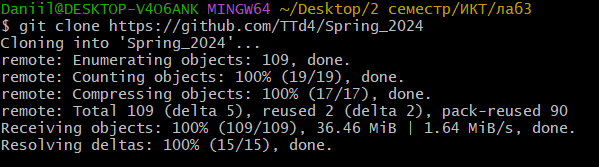 Daniil@DESKTOP-V4O6ANK MINGW64 ~/Desktop/2 семестр/ИКТ/лаб3
$ git clone https://github.com/TTd4/Spring_2024
Cloning into 'Spring_2024'...
remote: Enumerating objects: 109, done.
remote: Counting objects: 100% (19/19), done.
remote: Compressing objects: 100% (17/17), done.
remote: Total 109 (delta 5), reused 2 (delta 2), pack-reused 90
Receiving objects: 100% (109/109), 36.46 MiB | 1.64 MiB/s, done.
Resolving deltas: 100% (15/15), done.